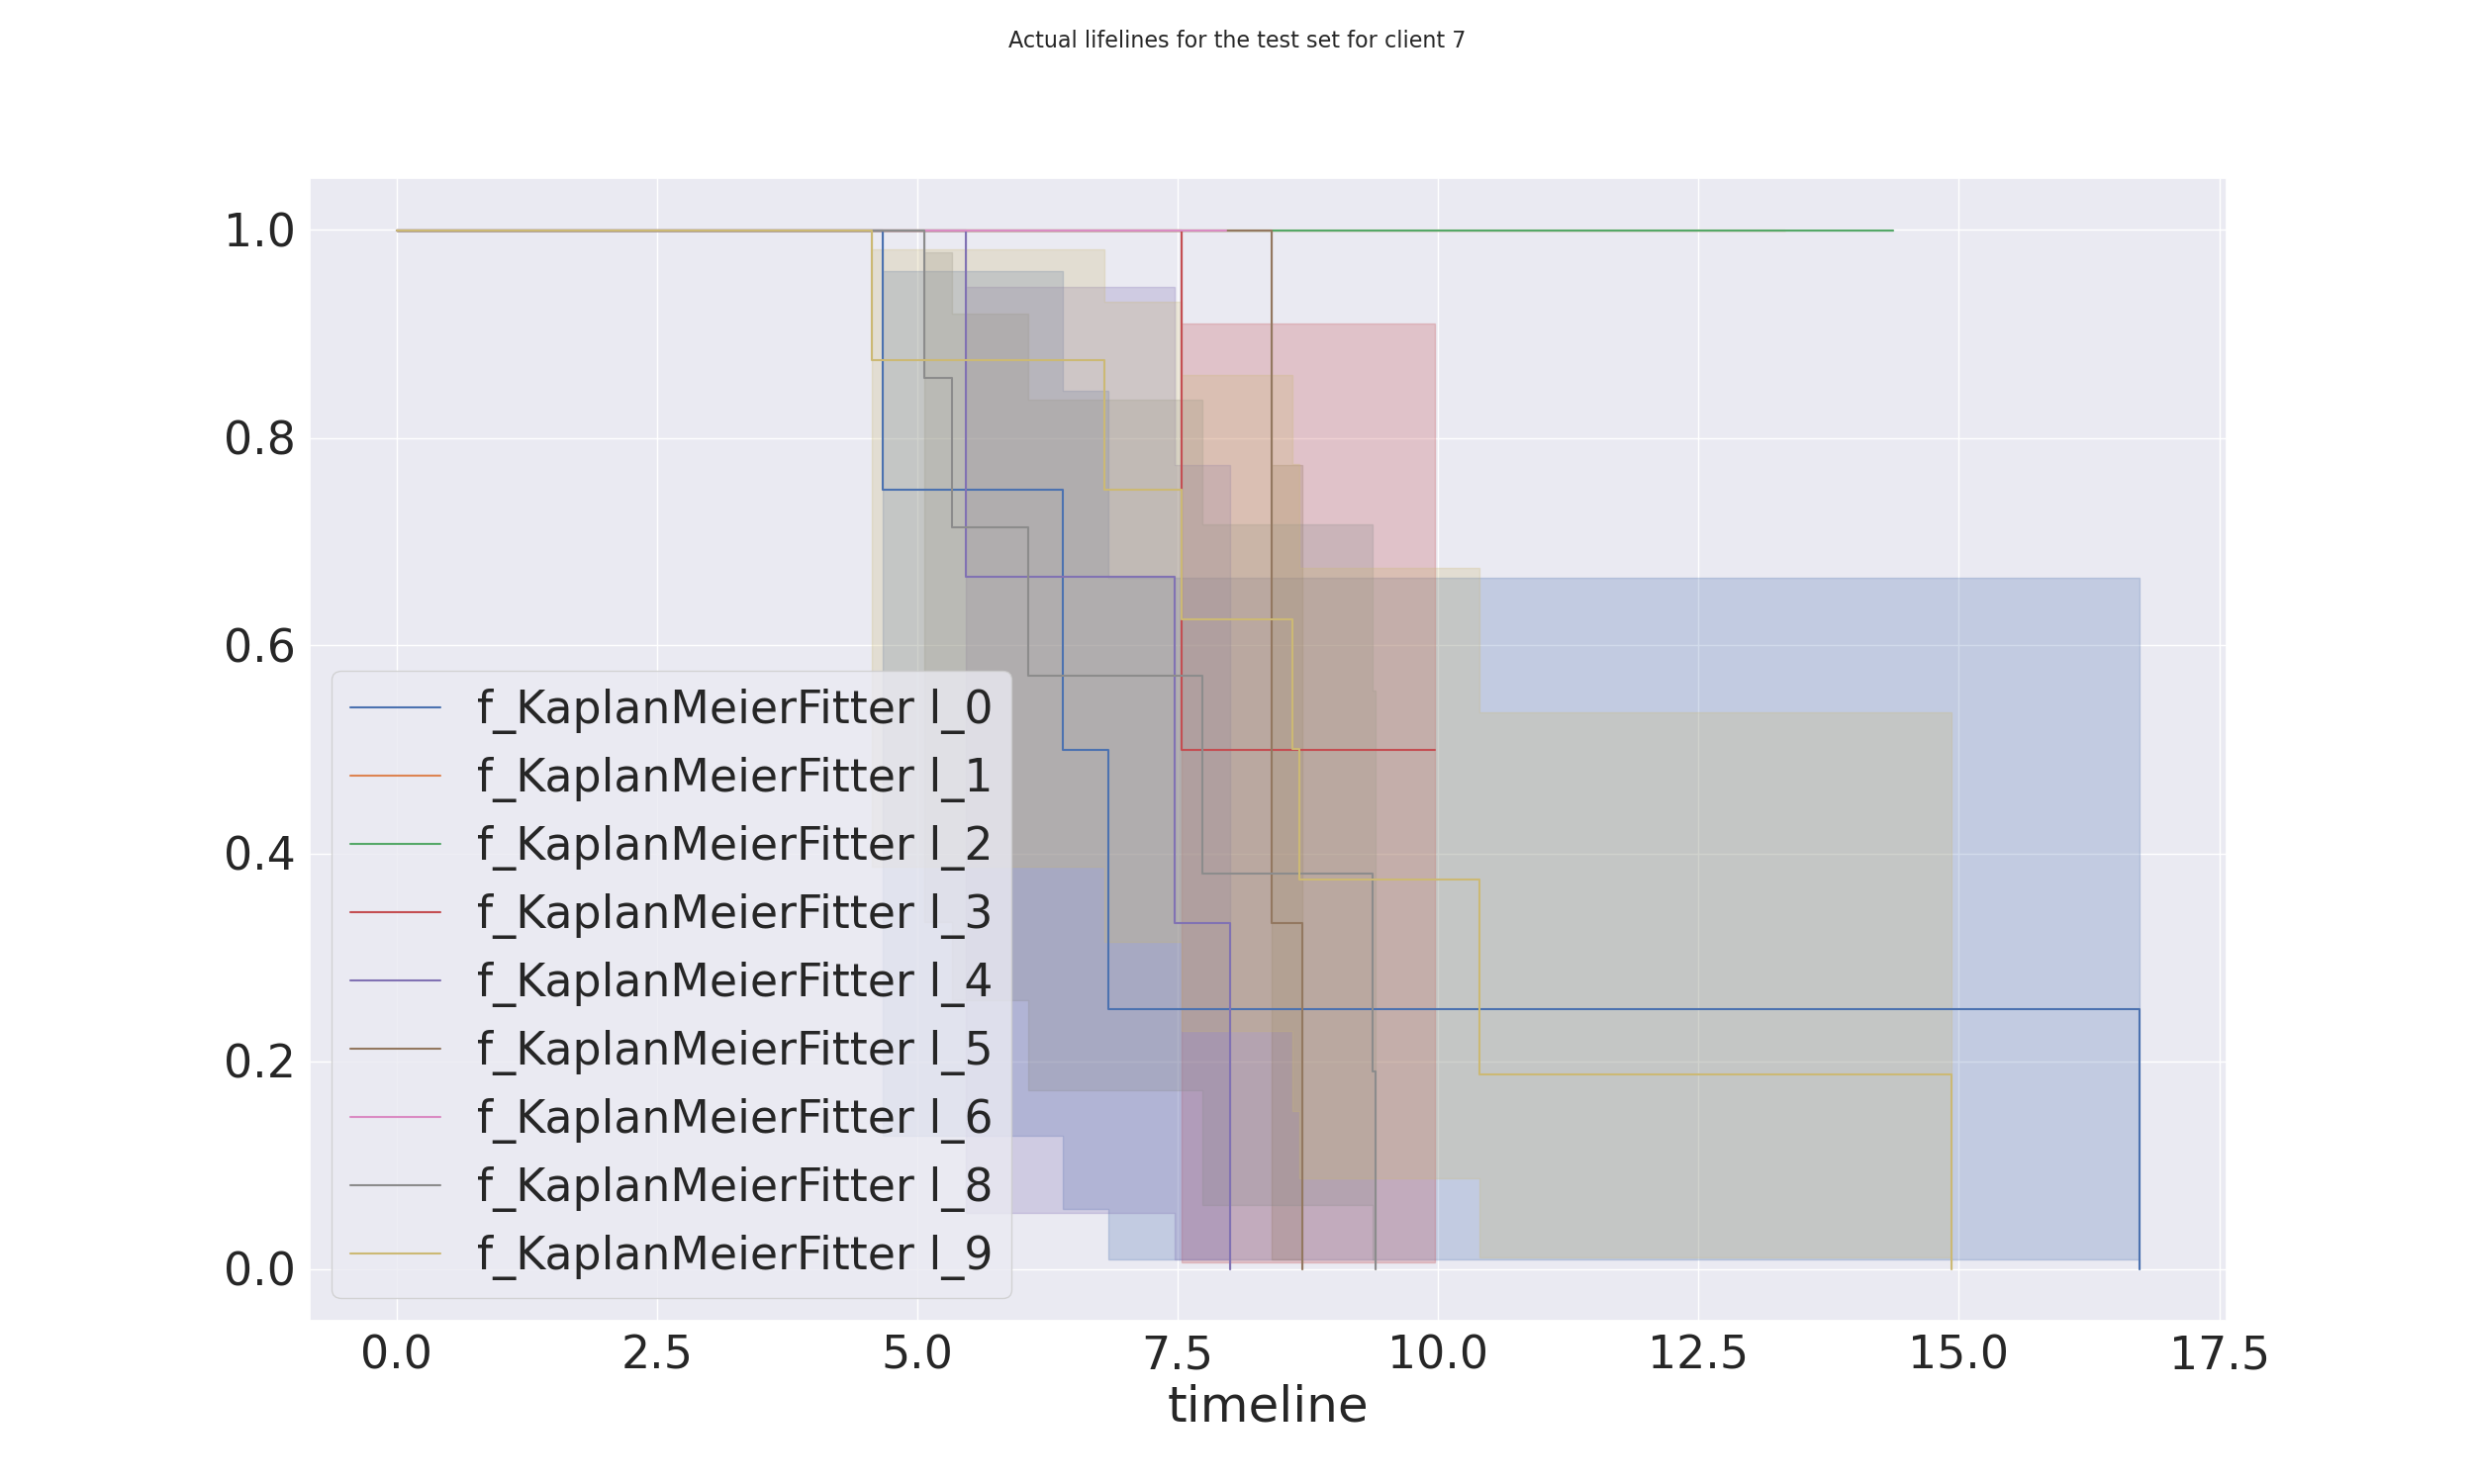 Actual lifelines for the test set for client 7
1.0
0.8
0.6
0.4
0.2
0.0
f_KaplanMeierFitter l_0
f_KaplanMeierFitter l_1
f_KaplanMeierFitter l_2
f_KaplanMeierFitter l_3
f_KaplanMeierFitter l_4
f_KaplanMeierFitter l_5
f_KaplanMeierFitter l_6
f_KaplanMeierFitter l_8
f_KaplanMeierFitter l_9
0.0 2.5 5.0 7.5 10.0 12.5 15.0 17.5
timeline